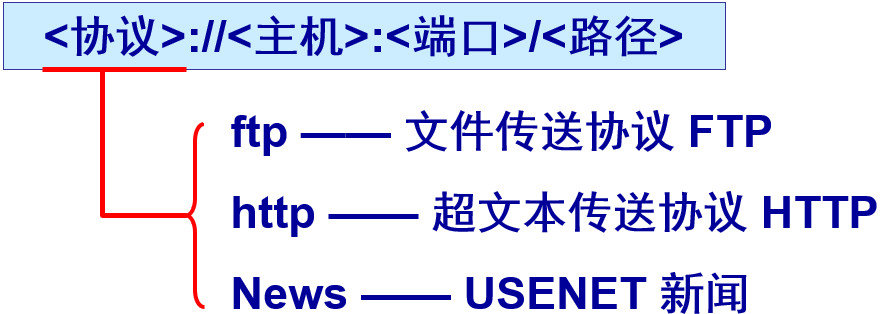 <协议>://<主机>:<端口>/<路径>
ftp —— 文件传送协议 FTP
http —— 超文本传送协议 HTTP
News —— USENET 新闻